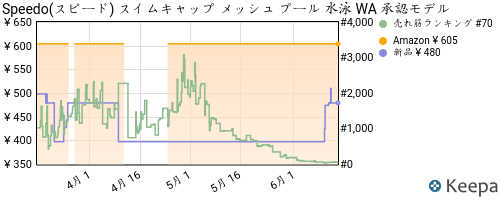 Speedo(スピード) スイムキャップ メッシュ プール 水泳 WA 承認モデル
¥ 650
¥ 600
¥ 550
¥ 500
¥ 450
¥ 400
¥ 350
#4,000
#3,000
#2,000
#1,000
#0
売れ筋ランキング #70
Amazon ¥ 605
新品 ¥ 480
4月 1
4月 16
5月 1
5月 16
6月 1
Keepa